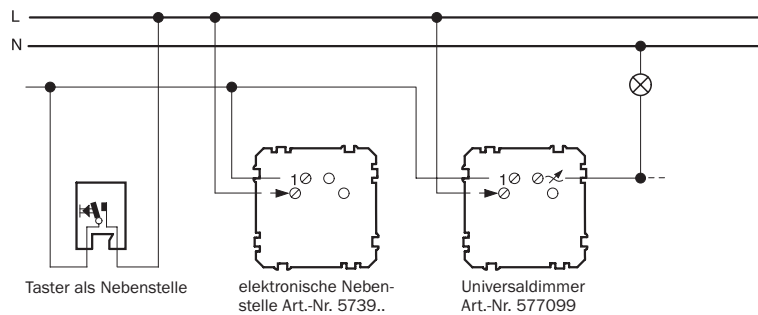 L
N
1
1
Taster als Nebenstelle
elektronische Neben-
stelle Art.-Nr. 5739..
Universaldimmer
Art.-Nr. 577099